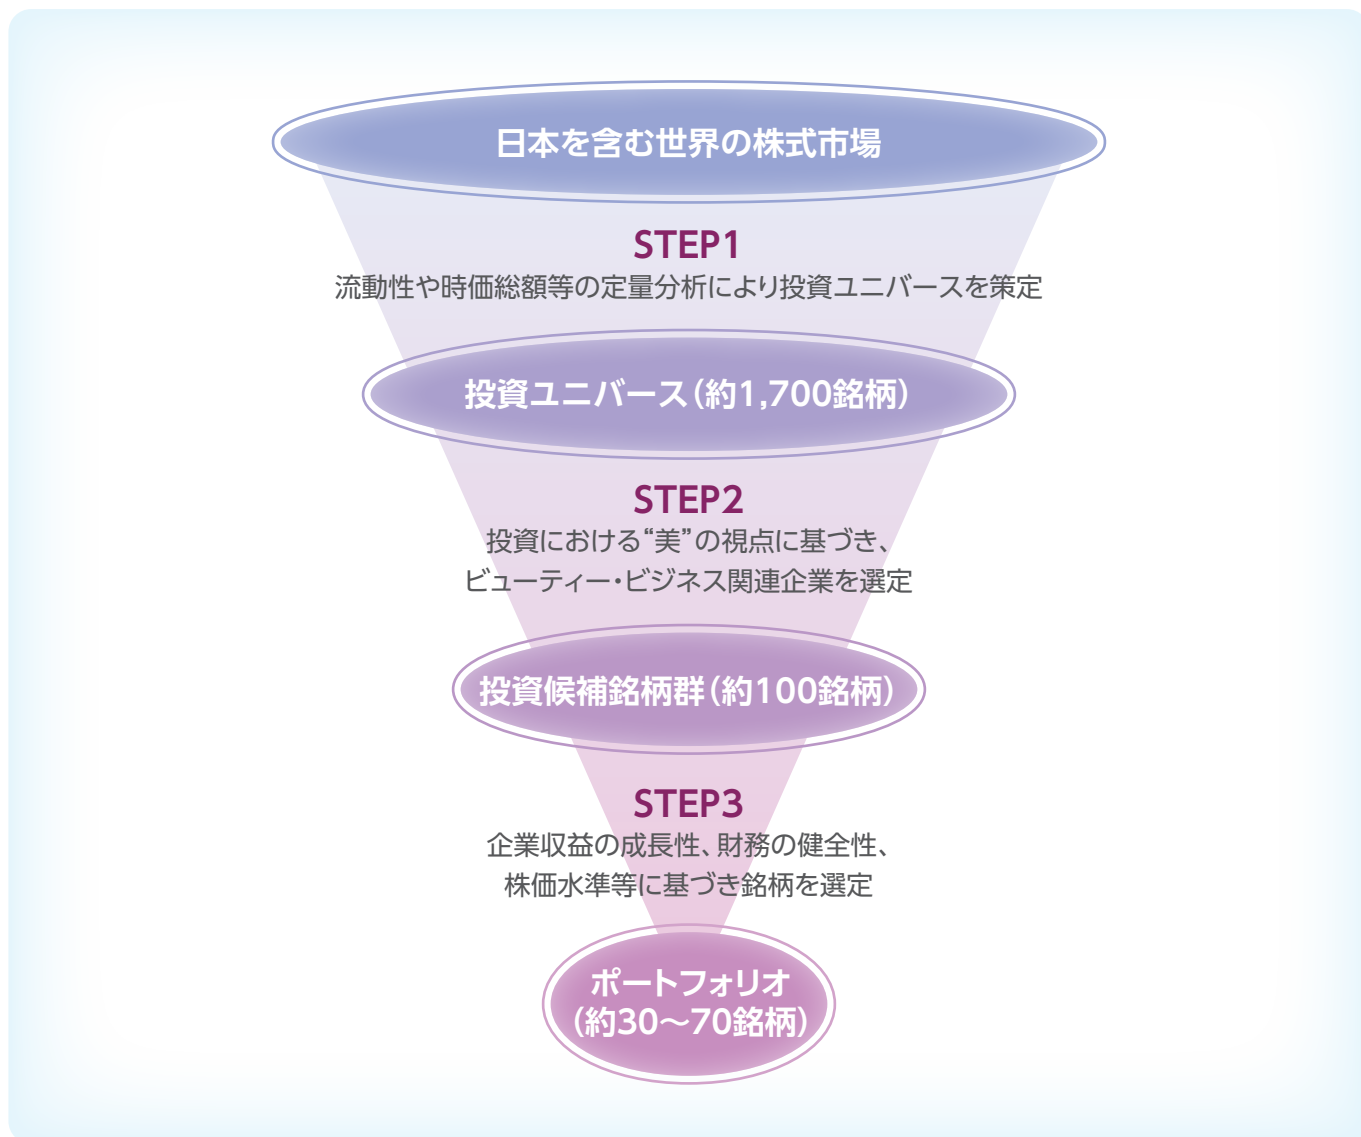 日本を含む世界の株式市場
STEP1
流動性や時価総額等の定量分析により投資ユニバースを策定
投資ユニバース（約1,700銘柄）
STEP2
投資における“美”の視点に基づき、
ビューティー・ビジネス関連企業を選定
投資候補銘柄群（約100銘柄）
STEP3
企業収益の成長性、財務の健全性、
株価水準等に基づき銘柄を選定
ポートフォリオ
（約30～70銘柄）